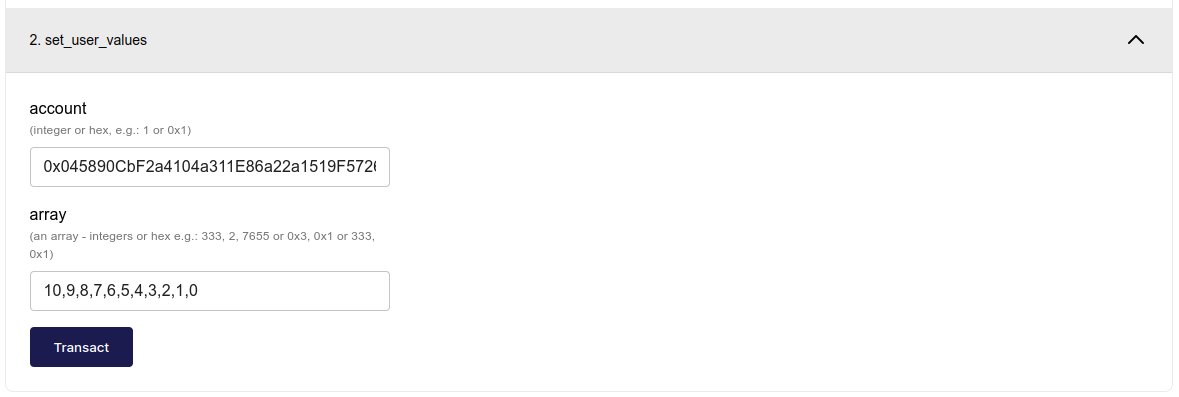 2. set_user_values
account
(integer or hex, e.g.: 1 or 0x1)
0x045890CbF2a4104a311E86a22a1519F572
array
(an array - integers or hex e.g.: 333, 2, 7655 or 0x3, 0x1 or 333,
0x1)
10,9,8,7,6,5,4,3,2,1,0
Transact